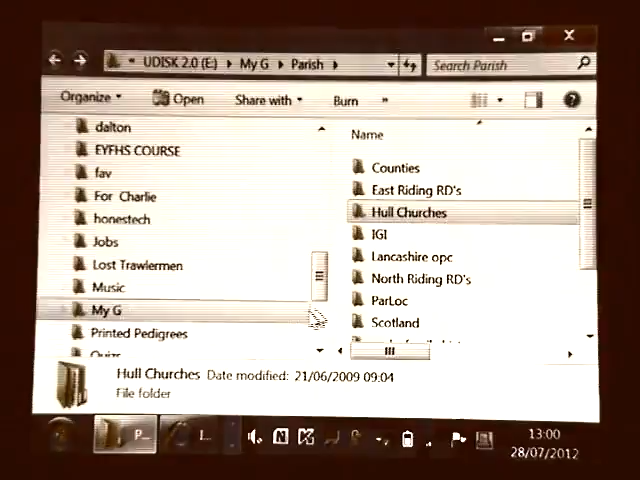 UDISK 2.0 (E:) My G Parish Search Parish
Organize Open Share with Burn »
dalton
EYFHS COURSE
fav
For Charlie
honestech
Jobs
Lost Trawlermen
Music
My G
Printed Pedigrees
Quizs
Name
Counties
East Riding RD's
Hull Churches
IGI
Lancashire opc
North Riding RD's
ParLoc
Scotland
Hull Churches Date modified: 21/06/2009 09:04
File folder
P... I...
13:00
28/07/2012